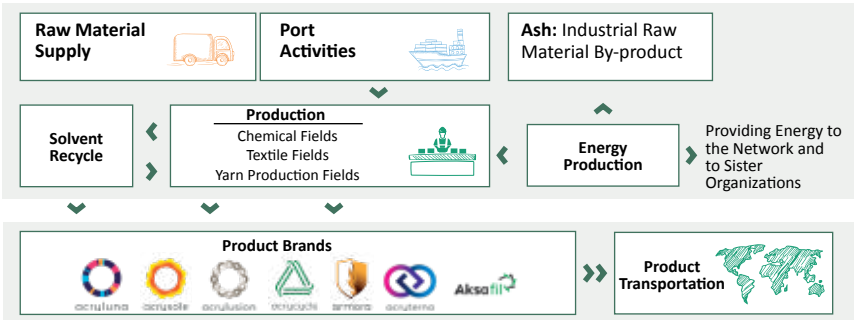 Raw Material
Supply
Port
Activities
Ash: Industrial Raw
Material By-product
Solvent
Recycle
Production
Chemical Fields
Textile Fields
Yarn Production Fields
Energy
Production
Providing Energy to
the Network and
to Sister
Organizations
Product Brands
acryluna
acrysole
acrylusion
acrycycle
armora
acryterna
Aksafil
Product
Transportation